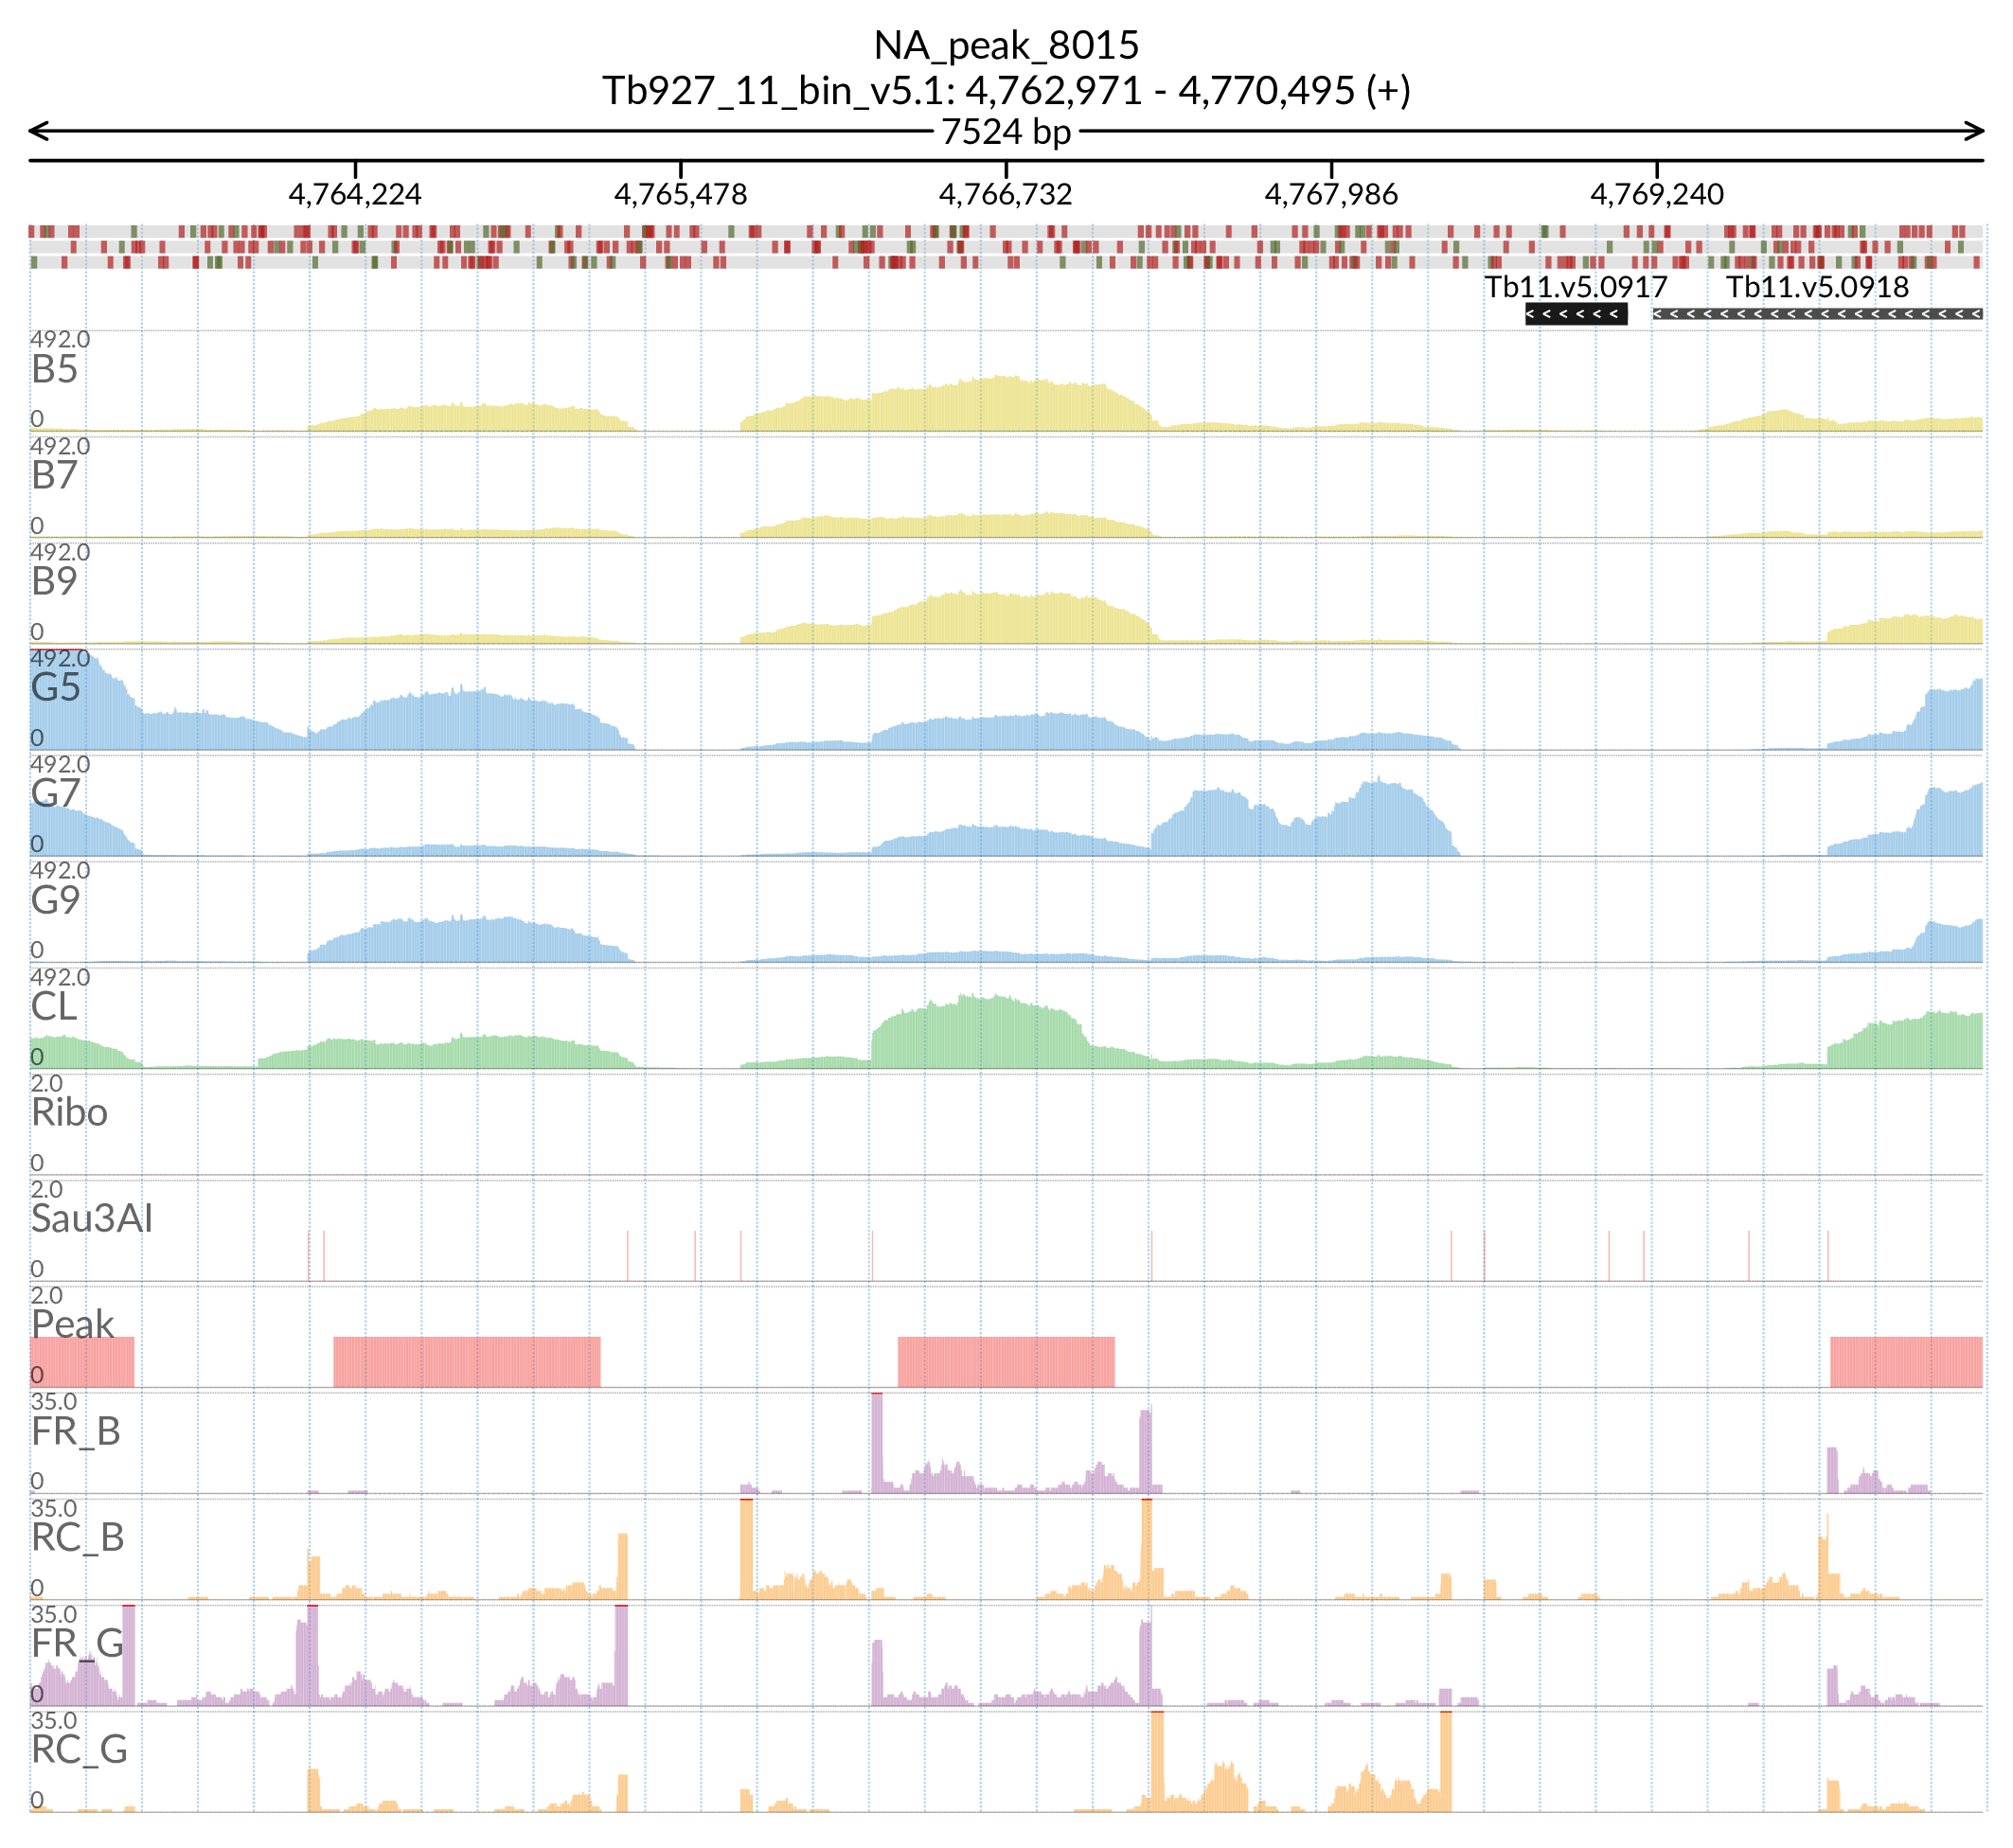 NA_peak_8015
Tb927_11_bin_v5.1: 4,762,971 - 4,770,495 (+)
7524 bp
4,764,224 4,765,478 4,766,732 4,767,986 4,769,240
Tb11.v5.0917 Tb11.v5.0918
492.0
B5
0
492.0
B7
0
492.0
B9
0
492.0
G5
0
492.0
G7
0
492.0
G9
0
492.0
CL
0
2.0
Ribo
0
2.0
Sau3AI
0
2.0
Peak
0
35.0
FR_B
0
35.0
RC_B
0
35.0
FR_G
0
35.0
RC_G
0